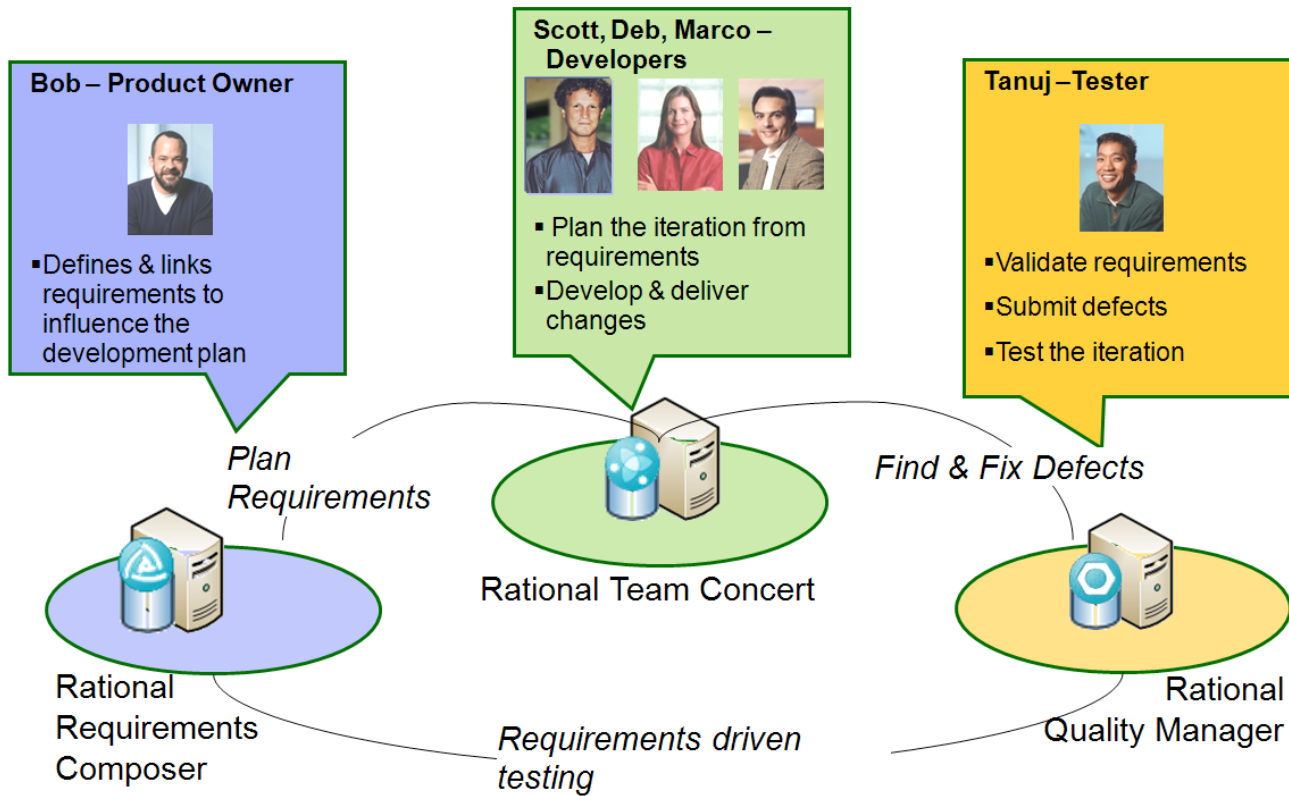 Bob – Product Owner
▪Defines & links
requirements to
influence the
development plan
Scott, Deb, Marco –
Developers
▪ Plan the iteration from
requirements
▪Develop & deliver
changes
Tanuj –Tester
▪Validate requirements
▪Submit defects
▪Test the iteration
Plan
Requirements
Find & Fix Defects
Rational Team Concert
Rational
Requirements
Composer
Requirements driven
testing
Rational
Quality Manager